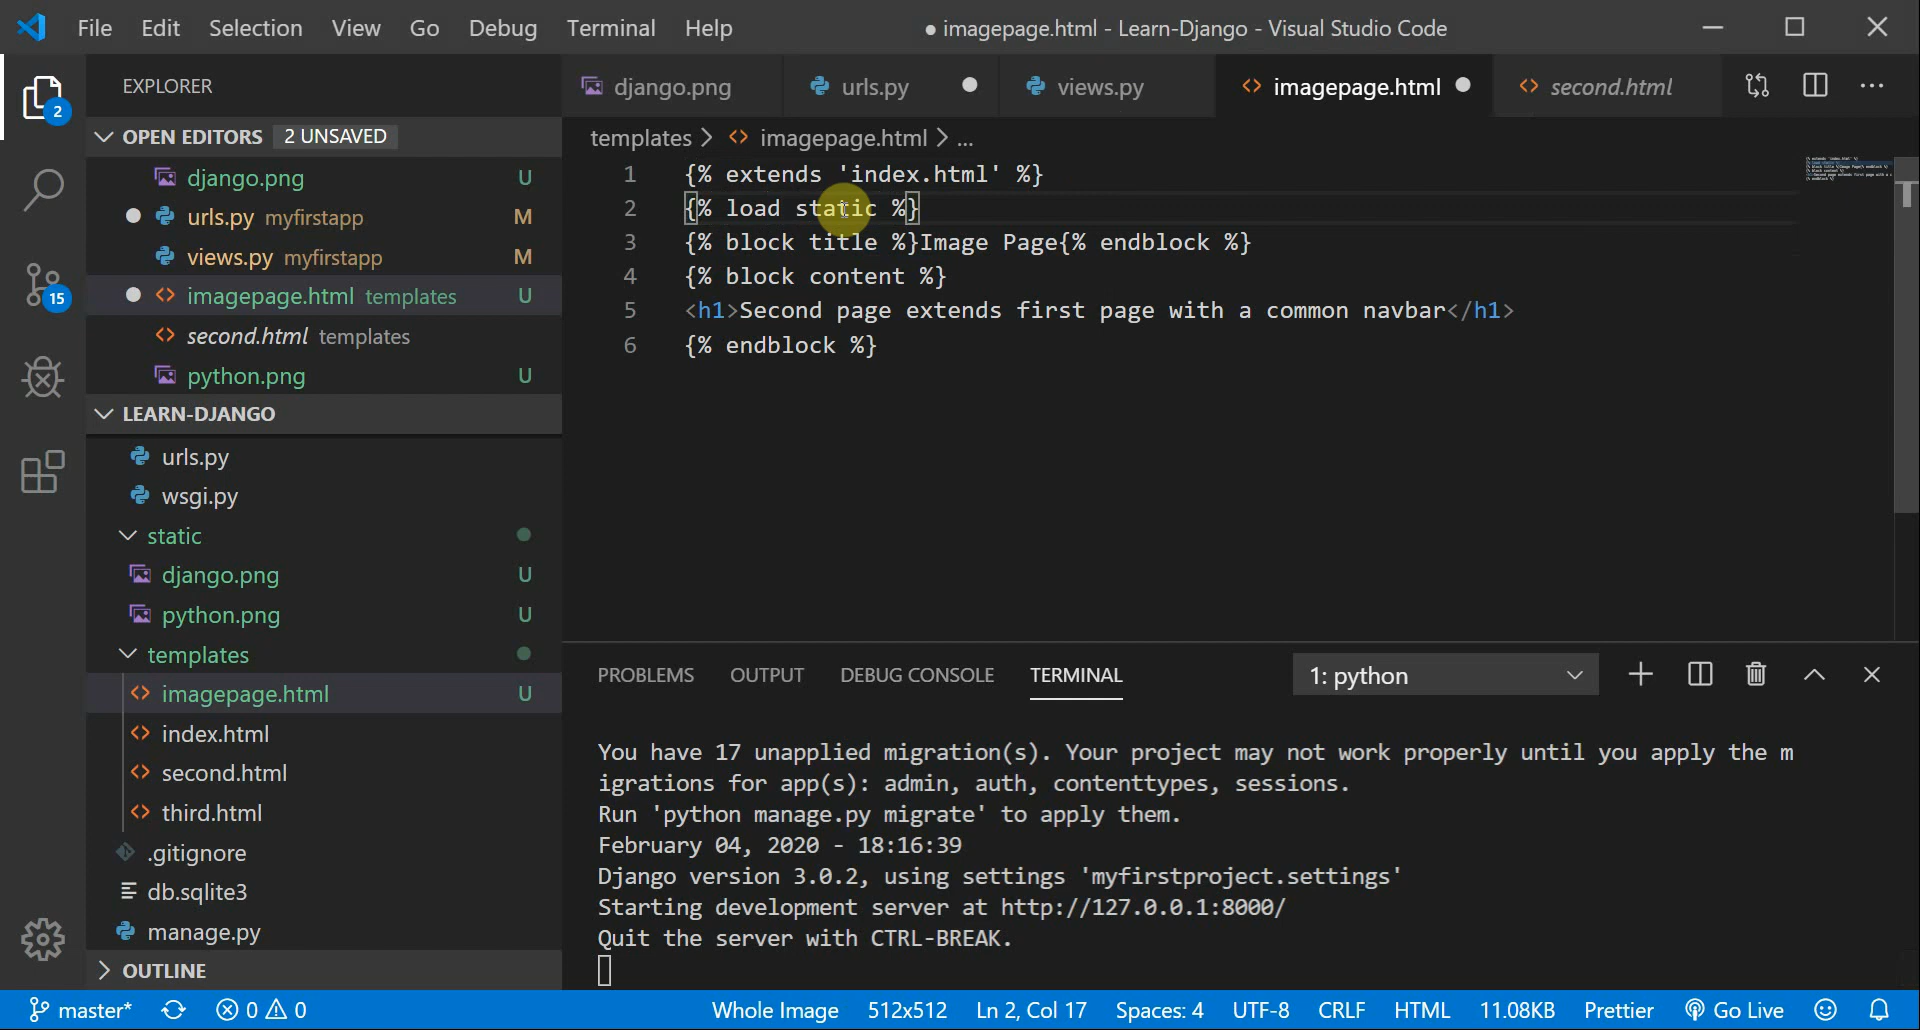 File Edit Selection View Go Debug Terminal Help
● imagepage.html - Learn-Django - Visual Studio Code
EXPLORER
2
15
OPEN EDITORS 2 UNSAVED
django.png U
urls.py myfirstapp M
views.py myfirstapp M
imagepage.html templates U
second.html templates
python.png U
LEARN-DJANGO
urls.py
wsgi.py
static
django.png U
python.png U
templates
imagepage.html U
index.html
second.html
third.html
.gitignore
db.sqlite3
manage.py
OUTLINE
django.png urls.py views.py imagepage.html second.html
templates > imagepage.html > ...
1 {% extends 'index.html' %}
2 {% load static %}
3 {% block title %}Image Page{% endblock %}
4 {% block content %}
5 <h1>Second page extends first page with a common navbar</h1>
6 {% endblock %}
PROBLEMS OUTPUT DEBUG CONSOLE TERMINAL 1: python
You have 17 unapplied migration(s). Your project may not work properly until you apply the m
igrations for app(s): admin, auth, contenttypes, sessions.
Run 'python manage.py migrate' to apply them.
February 04, 2020 - 18:16:39
Django version 3.0.2, using settings 'myfirstproject.settings'
Starting development server at http://127.0.0.1:8000/
Quit the server with CTRL-BREAK.
master* 0 0 Whole Image 512x512 Ln 2, Col 17 Spaces: 4 UTF-8 CRLF HTML 11.08KB Prettier Go Live